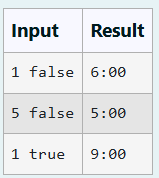 Input Result
1 false 6:00
5 false 5:00
1 true 9:00